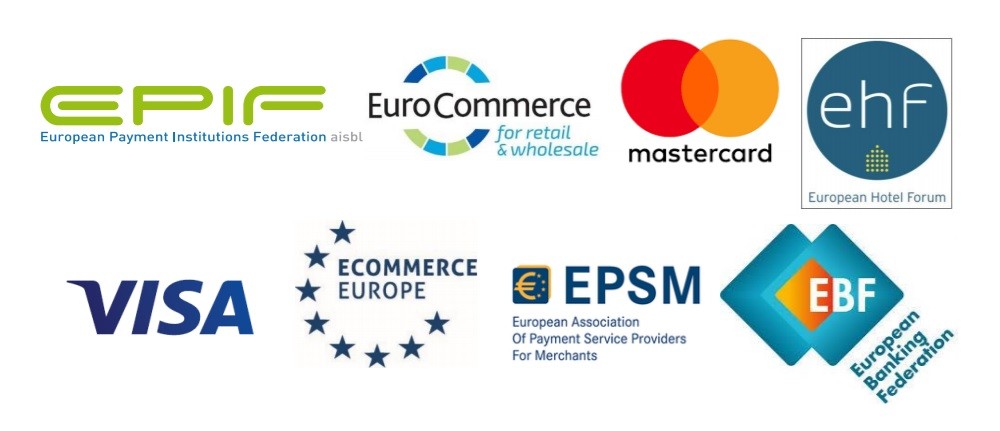 EPIF
European Payment Institutions Federation aisbl
EuroCommerce
for retail
& wholesale
mastercard
ehf
European Hotel Forum
VISA
ECOMMERCE
EUROPE
€ EPSM
European Association
Of Payment Service Providers
For Merchants
EBF
European
Banking
Federation